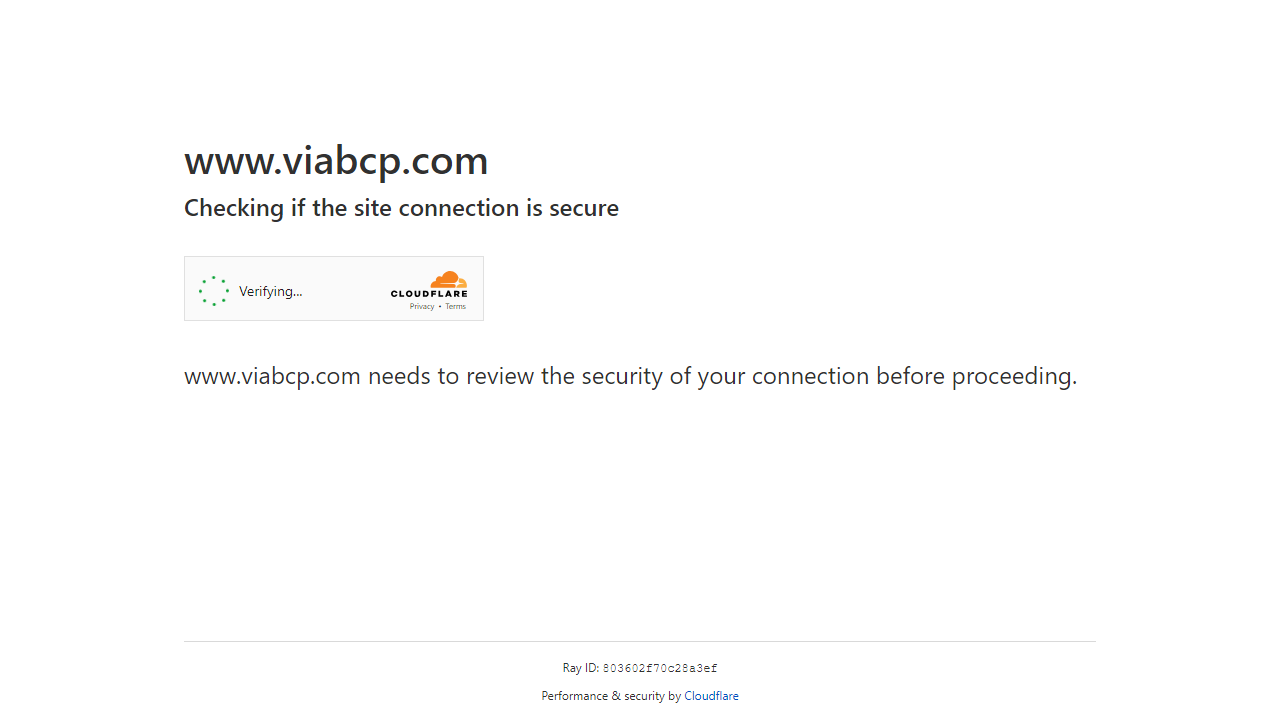 www.viabcp.com
Checking if the site connection is secure
Verifying...
CLOUDFLARE
Privacy • Terms
www.viabcp.com needs to review the security of your connection before proceeding.
Ray ID: 803602f70c28a3ef
Performance & security by Cloudflare